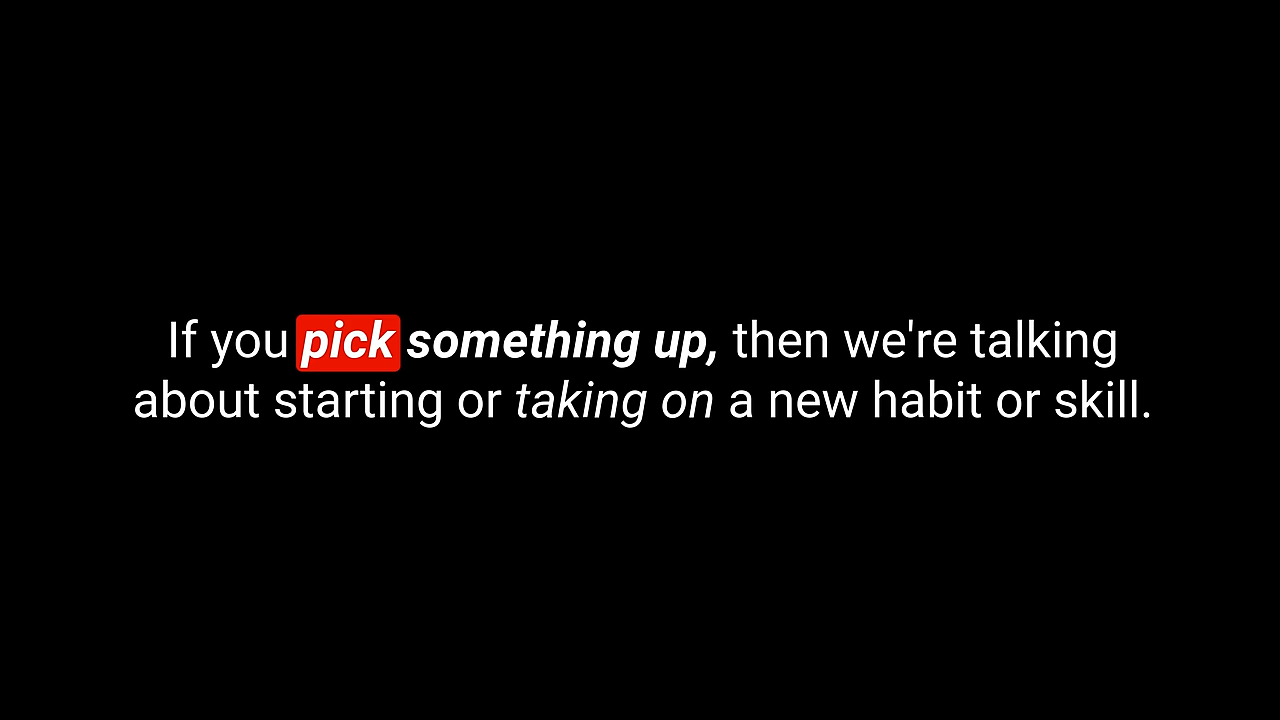 If you pick something up, then we're talking
about starting or taking on a new habit or skill.